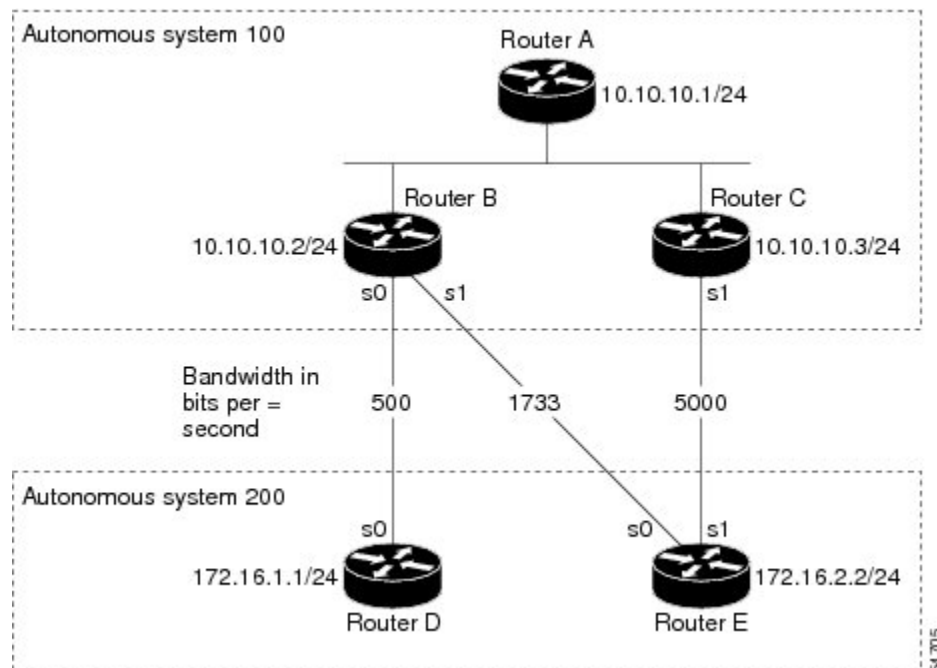 Autonomous system 100
Router A
10.10.10.1/24
Router B
Router C
10.10.10.2/24
10.10.10.3/24
s0
s1
s1
Bandwidth in
bits per =
second
500
1733
5000
Autonomous system 200
s0
s0
s1
172.16.1.1/24
172.16.2.2/24
Router D
Router E